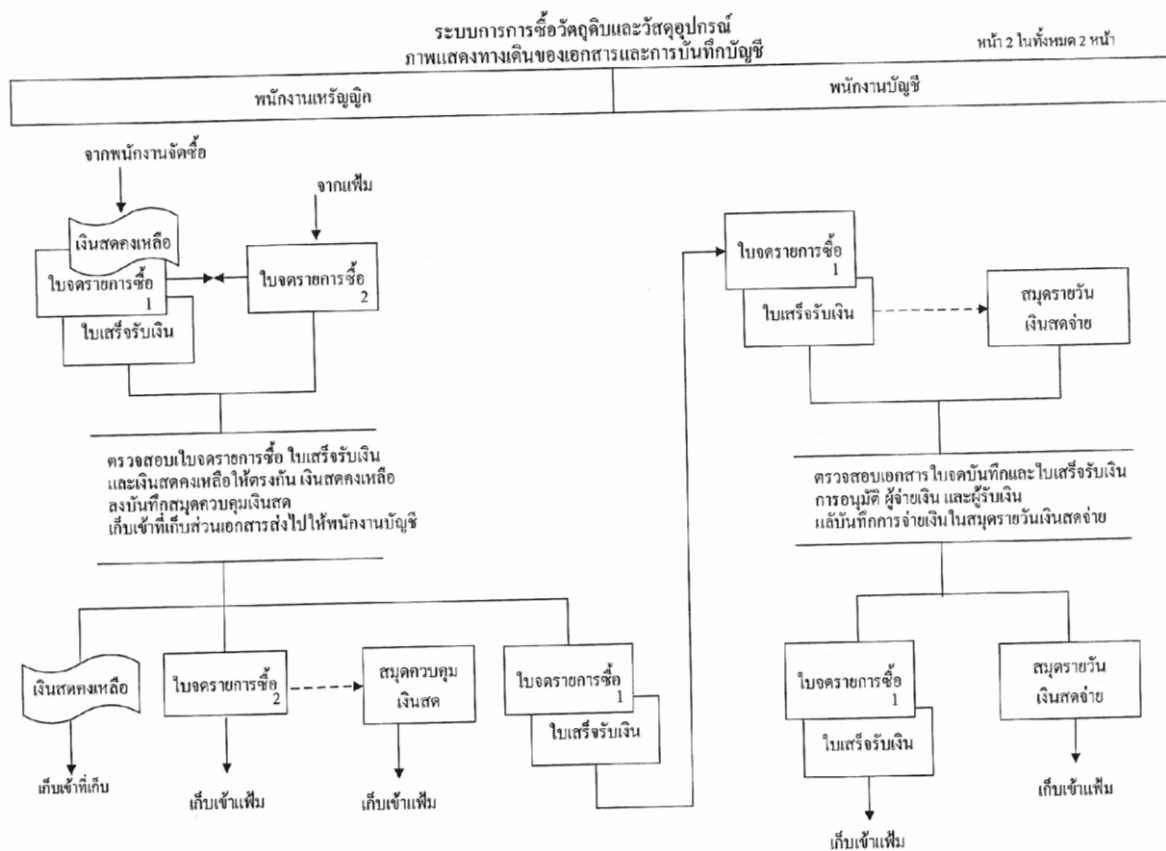 ระบบการการซื้อวัตถุดิบและวัสดุอุปกรณ์
ภาพแสดงทางเดินของเอกสารและการบันทึกบัญชี
หน้า 2 ในทั้งหมด 2 หน้า
พนักงานเหรัญญิก
พนักงานบัญชี
จากพนักงานจัดซื้อ
จากแฟ้ม
เงินสดคงเหลือ
ใบจดรายการซื้อ
1
ใบเสร็จรับเงิน
ใบจดรายการซื้อ
2
ตรวจสอบใบจดรายการซื้อ ใบเสร็จรับเงิน
และเงินสดคงเหลือให้ตรงกัน เงินสดคงเหลือ
ลงบันทึกสมุดควบคุมเงินสด
เก็บเข้าที่เก็บส่วนเอกสารส่งไปให้พนักงานบัญชี
เงินสดคงเหลือ
ใบจดรายการซื้อ
2
สมุดควบคุม
เงินสด
ใบจดรายการซื้อ
1
ใบเสร็จรับเงิน
เก็บเข้าที่เก็บ
เก็บเข้าแฟ้ม
เก็บเข้าแฟ้ม
ใบจดรายการซื้อ
1
ใบเสร็จรับเงิน
สมุดรายวัน
เงินสดจ่าย
ตรวจสอบเอกสารใบจดบันทึกและใบเสร็จรับเงิน
การอนุมัติ ผู้จ่ายเงิน และผู้รับเงิน
แล้บันทึกการจ่ายเงินในสมุดรายวันเงินสดจ่าย
ใบจดรายการซื้อ
1
ใบเสร็จรับเงิน
สมุดรายวัน
เงินสดจ่าย
เก็บเข้าแฟ้ม
เก็บเข้าแฟ้ม